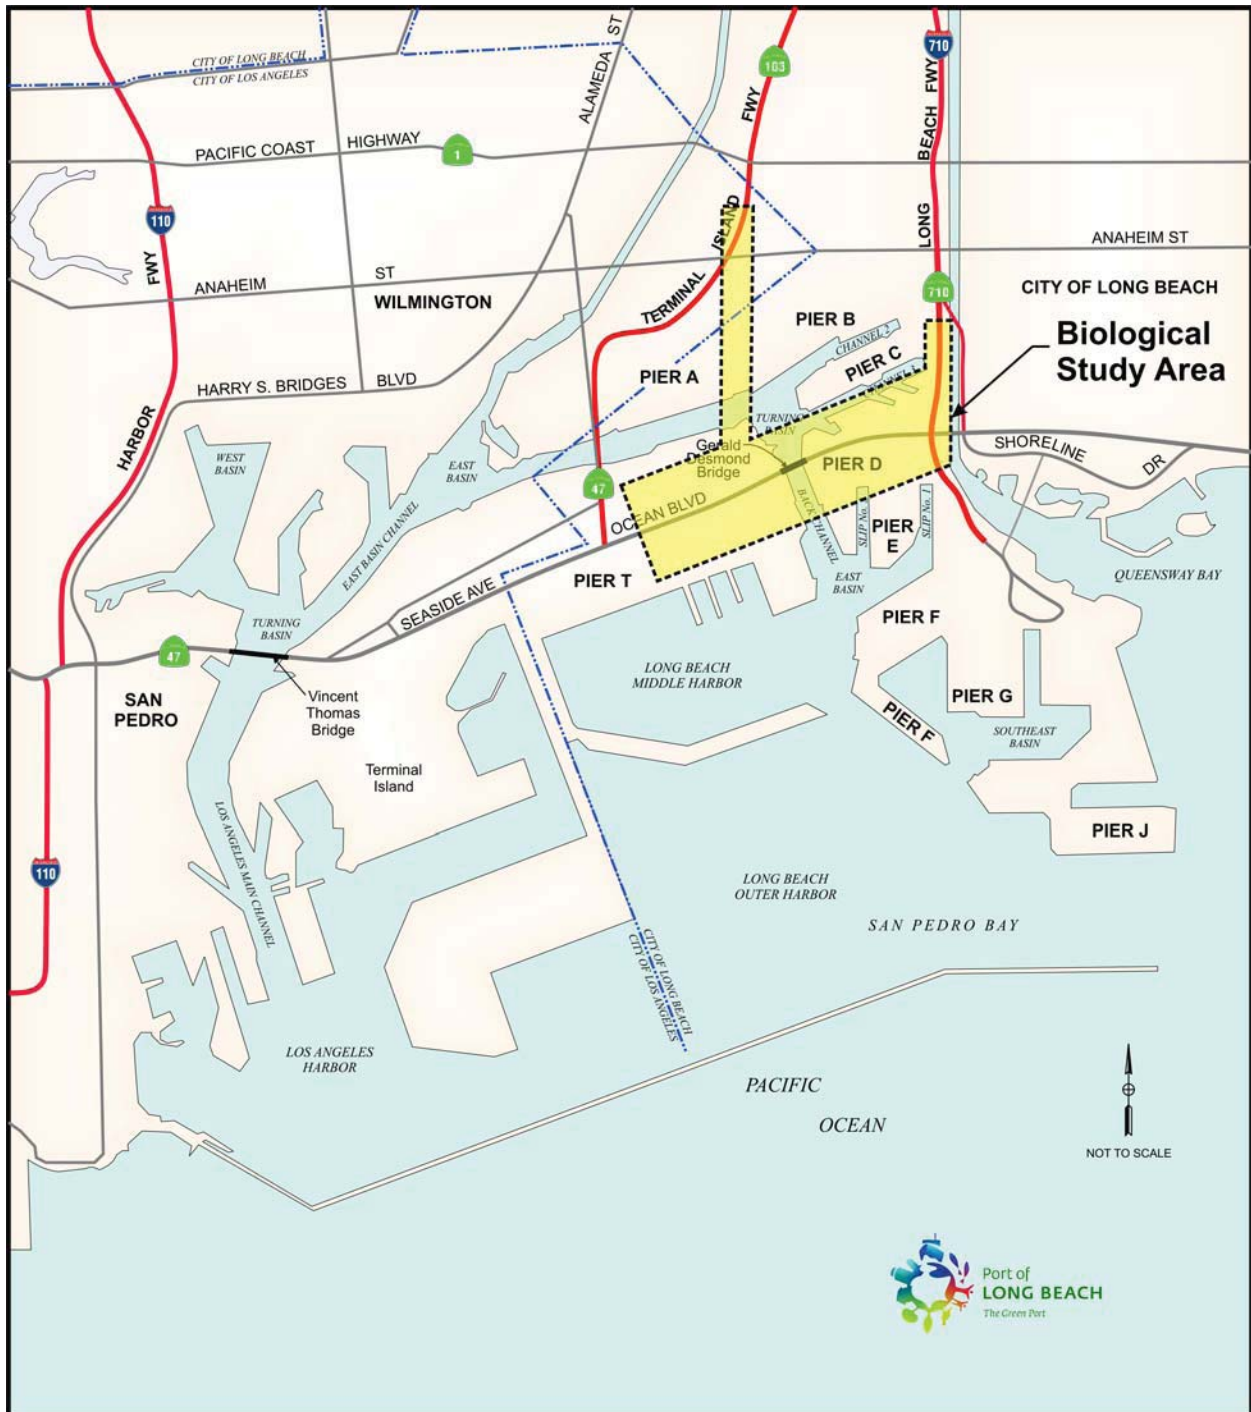 CITY OF LONG BEACH
CITY OF LOS ANGELES
ALAMEDA ST
103
FWY
710
BEACH FWY
PACIFIC COAST
HIGHWAY
1
110
FWY
LONG
ISLAND
TERMINAL
ANAHEIM
ST
ANAHEIM ST
WILMINGTON
710
CITY OF LONG BEACH
Biological
Study Area
PIER B
CHANNEL 2
PIER C
PIER A
HARRY S. BRIDGES
BLVD
HARBOR
WEST
BASIN
EAST
BASIN
TURNING
BASIN
Gerald
Desmond
Bridge
PIER D
SHORELINE
DR
47
OCEAN BLVD
BACK CHANNEL
SLIP No. 3
SLIP No. 1
PIER
E
EAST BASIN CHANNEL
PIER T
EAST
BASIN
QUEENSWAY BAY
SEASIDE AVE
TURNING
BASIN
PIER F
47
LONG BEACH
MIDDLE HARBOR
SAN
PEDRO
Vincent
Thomas
Bridge
PIER G
PIER F
SOUTHEAST
BASIN
Terminal
Island
LOS ANGELES MAIN CHANNEL
PIER J
110
LONG BEACH
OUTER HARBOR
SAN PEDRO BAY
CITY OF LONG BEACH
CITY OF LOS ANGELES
LOS ANGELES
HARBOR
PACIFIC
OCEAN
NOT TO SCALE
Port of
LONG BEACH
The Green Port